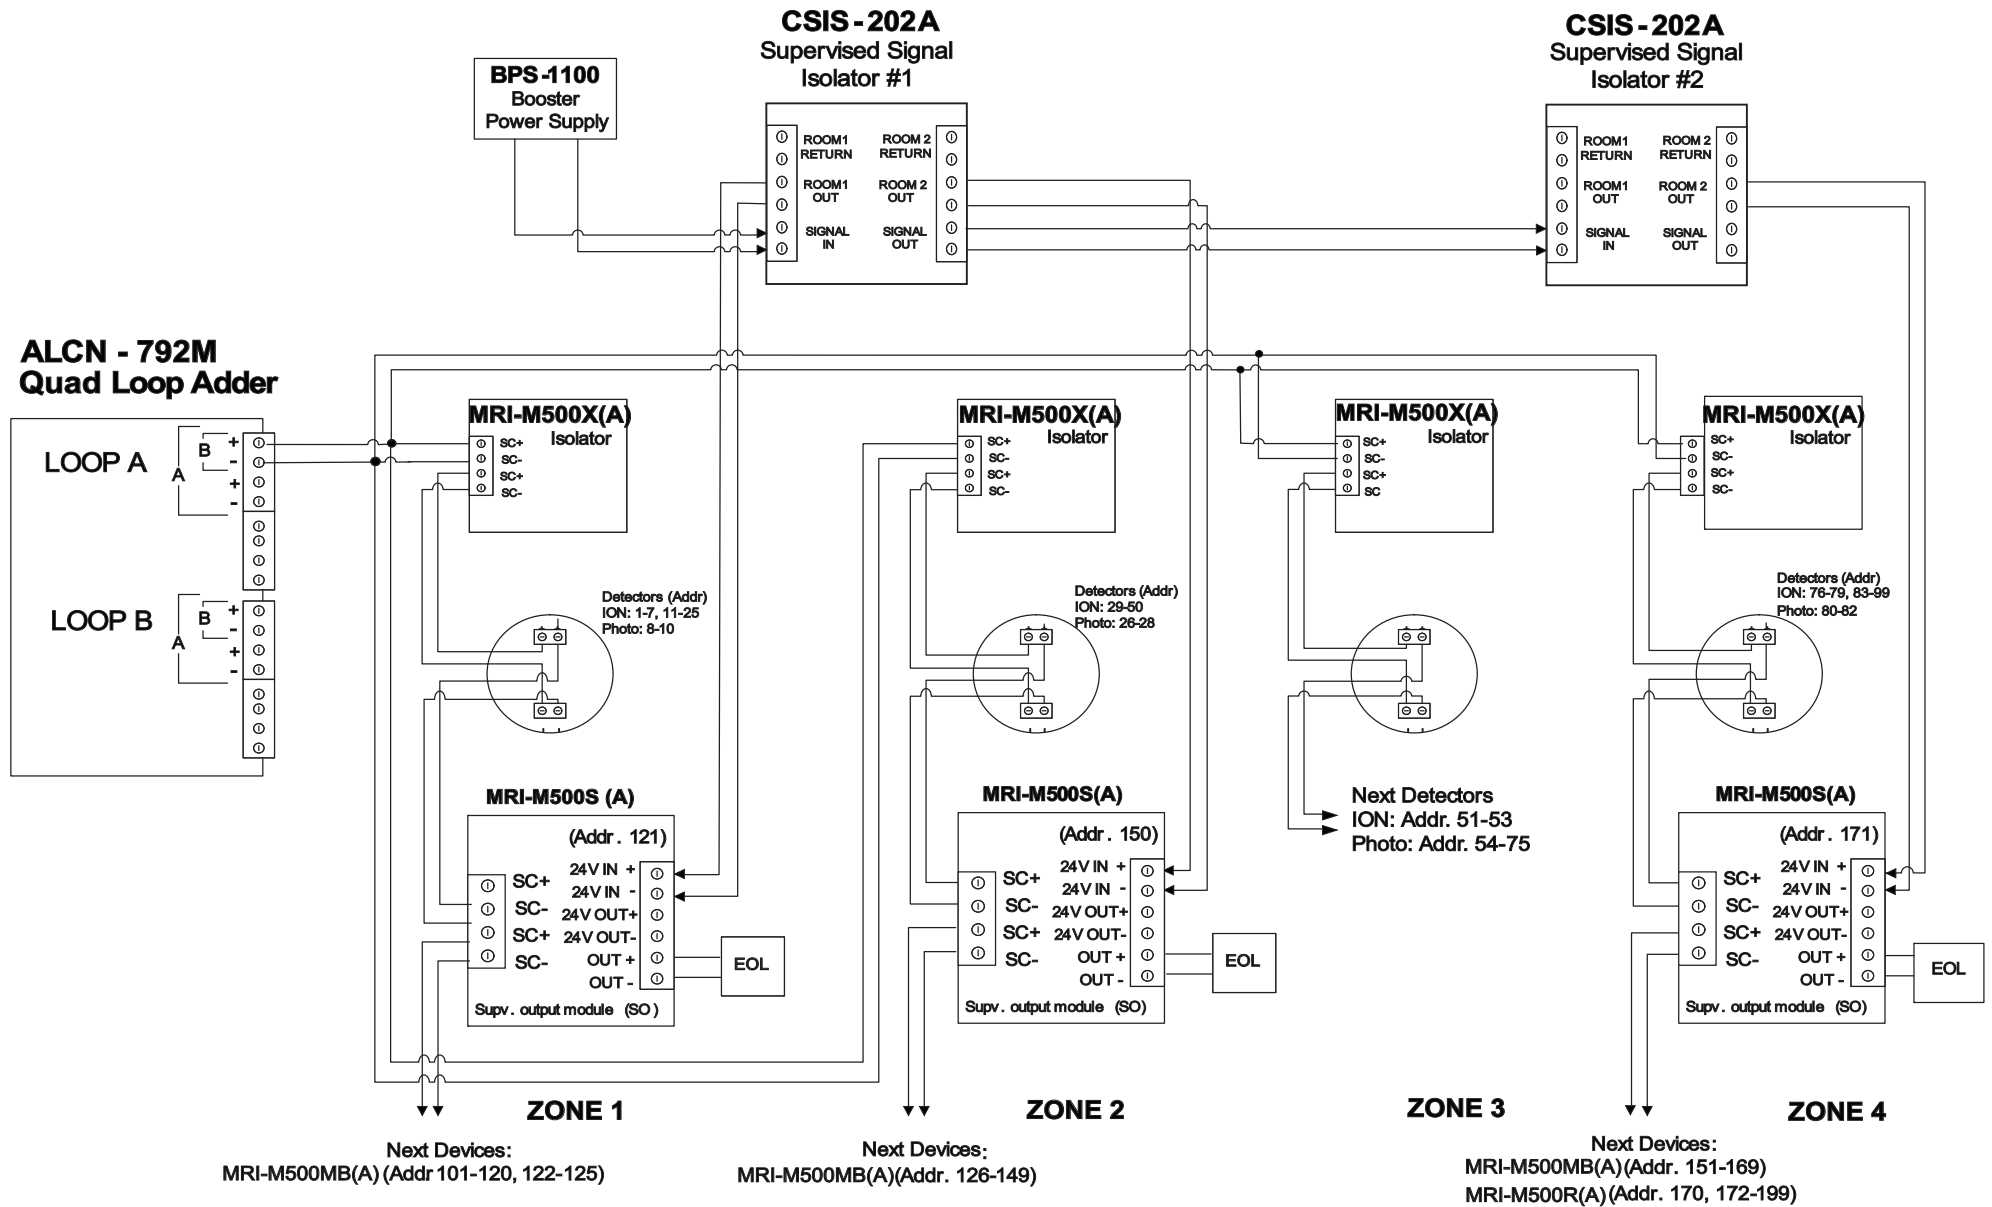 CSIS - 202A
Supervised Signal
Isolator #1
CSIS - 202A
Supervised Signal
Isolator #2
BPS -1100
Booster
Power Supply
ROOM1
RETURN
ROOM1
OUT
SIGNAL
IN
ROOM 2
RETURN
ROOM 2
OUT
SIGNAL
OUT
ROOM1
RETURN
ROOM1
OUT
SIGNAL
IN
ROOM 2
RETURN
ROOM 2
OUT
SIGNAL
OUT
ALCN - 792M
Quad Loop Adder
LOOP A
A
B
+
-
+
-
LOOP B
A
B
+
-
+
-
MRI-M500X(A)
Isolator
SC+
SC-
SC+
SC-
MRI-M500X(A)
Isolator
SC+
SC-
SC+
SC-
MRI-M500X(A)
Isolator
SC+
SC-
SC+
SC
MRI-M500X(A)
Isolator
SC+
SC-
SC+
SC-
Detectors (Addr)
ION: 1-7, 11-25
Photo: 8-10
Detectors (Addr)
ION: 29-50
Photo: 26-28
Detectors (Addr)
ION: 76-79, 83-99
Photo: 80-82
MRI-M500S (A)
(Addr. 121)
24V IN +
24V IN -
24V OUT+
24V OUT-
OUT +
OUT -
SC+
SC-
SC+
SC-
Supv. output module (SO)
EOL
MRI-M500S(A)
(Addr. 150)
24V IN +
24V IN -
24V OUT+
24V OUT-
OUT +
OUT -
SC+
SC-
SC+
SC-
Supv. output module (SO)
EOL
Next Detectors
ION: Addr. 51-53
Photo: Addr. 54-75
MRI-M500S(A)
(Addr. 171)
24V IN +
24V IN -
24V OUT+
24V OUT-
OUT +
OUT -
SC+
SC-
SC+
SC-
Supv. output module (SO)
EOL
ZONE 1
ZONE 2
ZONE 3
ZONE 4
Next Devices:
MRI-M500MB(A) (Addr 101-120, 122-125)
Next Devices:
MRI-M500MB(A)(Addr. 126-149)
Next Devices:
MRI-M500MB(A)(Addr. 151-169)
MRI-M500R(A)(Addr. 170, 172-199)